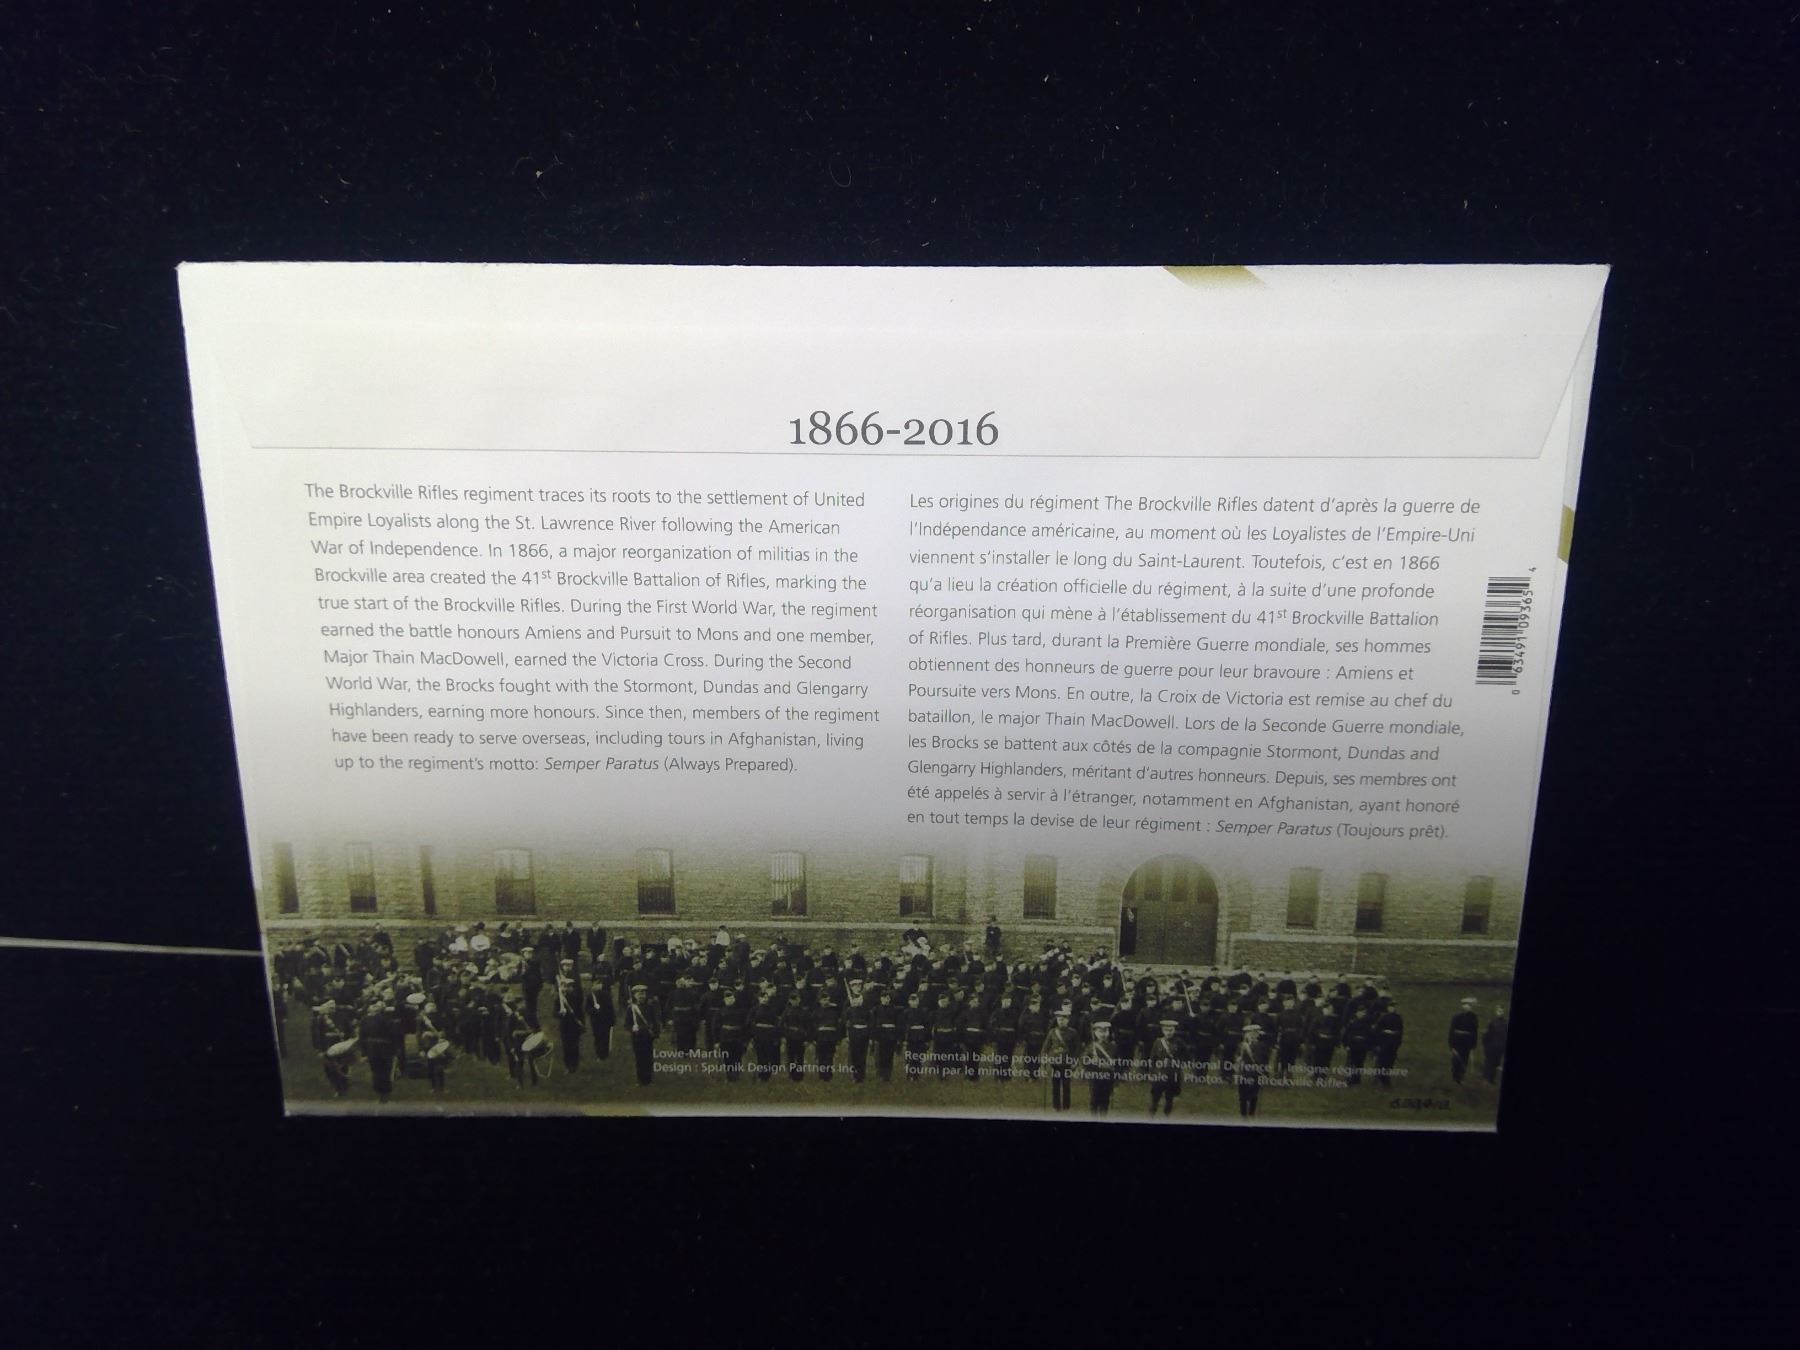 1866-2016
The Brockville Rifles regiment traces its roots to the settlement of United
Empire Loyalists along the St. Lawrence River following the American
War of Independence. In 1866, a major reorganization of militias in the
Brockville area created the 41st Brockville Battalion of Rifles, marking the
true start of the Brockville Rifles. During the First World War, the regiment
earned the battle honours Amiens and Pursuit to Mons and one member,
Major Thain MacDowell, earned the Victoria Cross. During the Second
World War, the Brocks fought with the Stormont, Dundas and Glengarry
Highlanders, earning more honours. Since then, members of the regiment
have been ready to serve overseas, including tours in Afghanistan, living
up to the regiment's motto: Semper Paratus (Always Prepared).
Les origines du régiment The Brockville Rifles datent d'après la guerre de
l'Indépendance américaine, au moment où les Loyalistes de l'Empire-Uni
viennent s'installer le long du Saint-Laurent. Toutefois, c'est en 1866
qu'a lieu la création officielle du régiment, à la suite d'une profonde
réorganisation qui mène à l'établissement du 41st Brockville Battalion
of Rifles. Plus tard, durant la Première Guerre mondiale, ses hommes
obtiennent des honneurs de guerre pour leur bravoure : Amiens et
Poursuite vers Mons. En outre, la Croix de Victoria est remise au chef du
bataillon, le major Thain MacDowell. Lors de la Seconde Guerre mondiale,
les Brocks se battent aux côtés de la compagnie Stormont, Dundas and
Glengarry Highlanders, méritant d'autres honneurs. Depuis, ses membres ont
été appelés à servir à l'étranger, notamment en Afghanistan, ayant honoré
en tout temps la devise de leur régiment : Semper Paratus (Toujours prêt).
0 63491 09365 4
Lowe-Martin
Design : Sputnik Design Partners Inc.
Regimental badge provided by Department of National Defence | Insigne régimentaire
fourni par le ministère de la Défense nationale | Photos : The Brockville Rifles